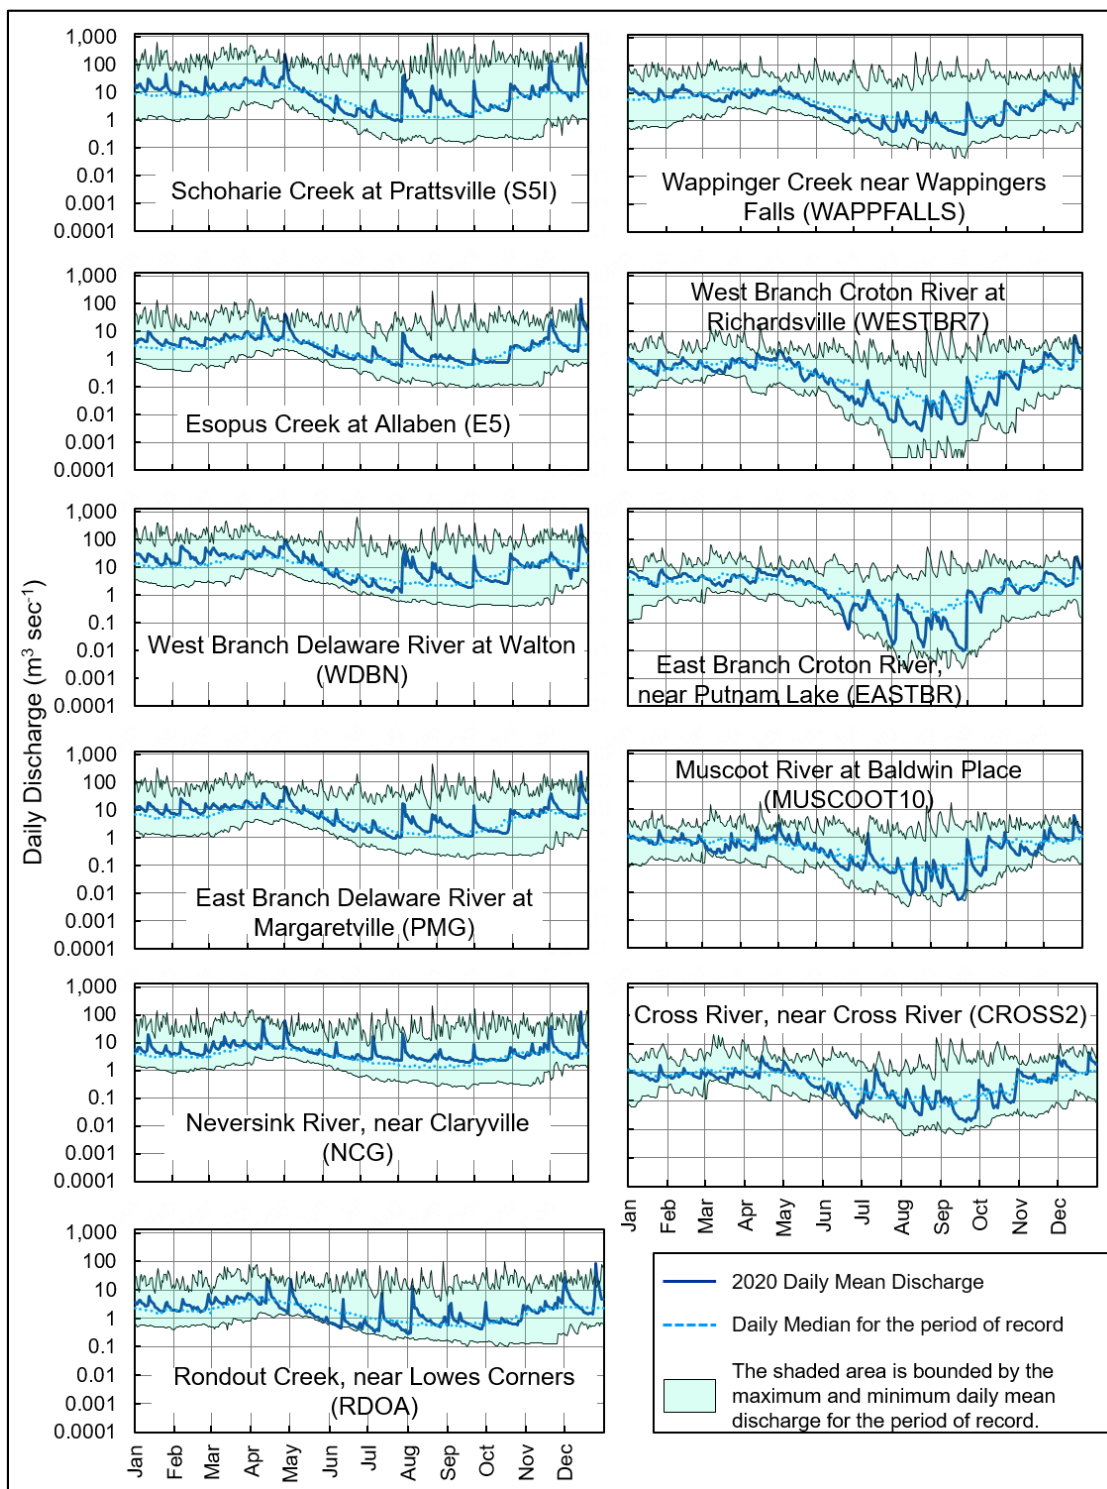 Daily Discharge (m³ sec⁻¹)
1,000
100
10
1
0.1
0.01
0.001
0.0001
Schoharie Creek at Prattsville (S5I)
Wappinger Creek near Wappingers
Falls (WAPPFALLS)
1,000
100
10
1
0.1
0.01
0.001
0.0001
Esopus Creek at Allaben (E5)
West Branch Croton River at
Richardsville (WESTBR7)
1,000
100
10
1
0.1
0.01
0.001
0.0001
West Branch Delaware River at Walton
(WDBN)
East Branch Croton River,
near Putnam Lake (EASTBR)
1,000
100
10
1
0.1
0.01
0.001
0.0001
East Branch Delaware River at
Margaretville (PMG)
Muscoot River at Baldwin Place
(MUSCOOT10)
1,000
100
10
1
0.1
0.01
0.001
0.0001
Neversink River, near Claryville
(NCG)
Cross River, near Cross River (CROSS2)
Jan
Feb
Mar
Apr
May
Jun
Jul
Aug
Sep
Oct
Nov
Dec
1,000
100
10
1
0.1
0.01
0.001
0.0001
Rondout Creek, near Lowes Corners
(RDOA)
Jan
Feb
Mar
Apr
May
Jun
Jul
Aug
Sep
Oct
Nov
Dec
2020 Daily Mean Discharge
Daily Median for the period of record
The shaded area is bounded by the
maximum and minimum daily mean
discharge for the period of record.